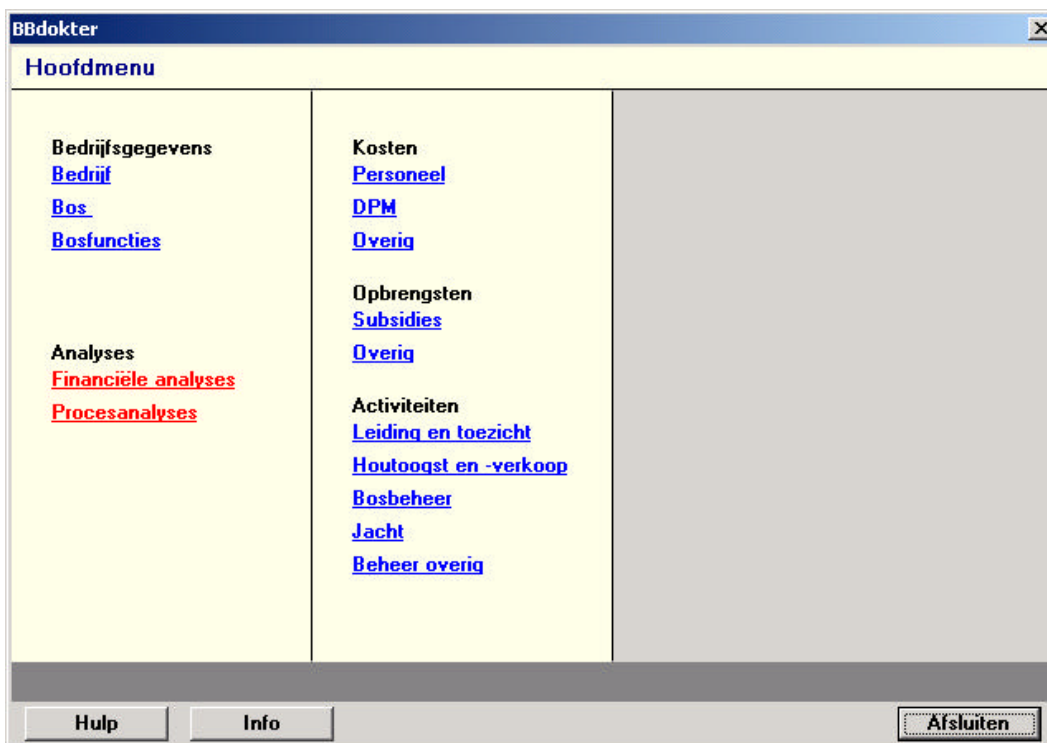 BBdokter
Hoofdmenu
Bedrijfsgegevens
Bedrijf
Bos
Bosfuncties
Analyses
Financiële analyses
Procesanalyses
Kosten
Personeel
DPM
Overig
Opbrengsten
Subsidies
Overig
Activiteiten
Leiding en toezicht
Houtoogst en -verkoop
Bosbeheer
Jacht
Beheer overig
Hulp
Info
Afsluiten